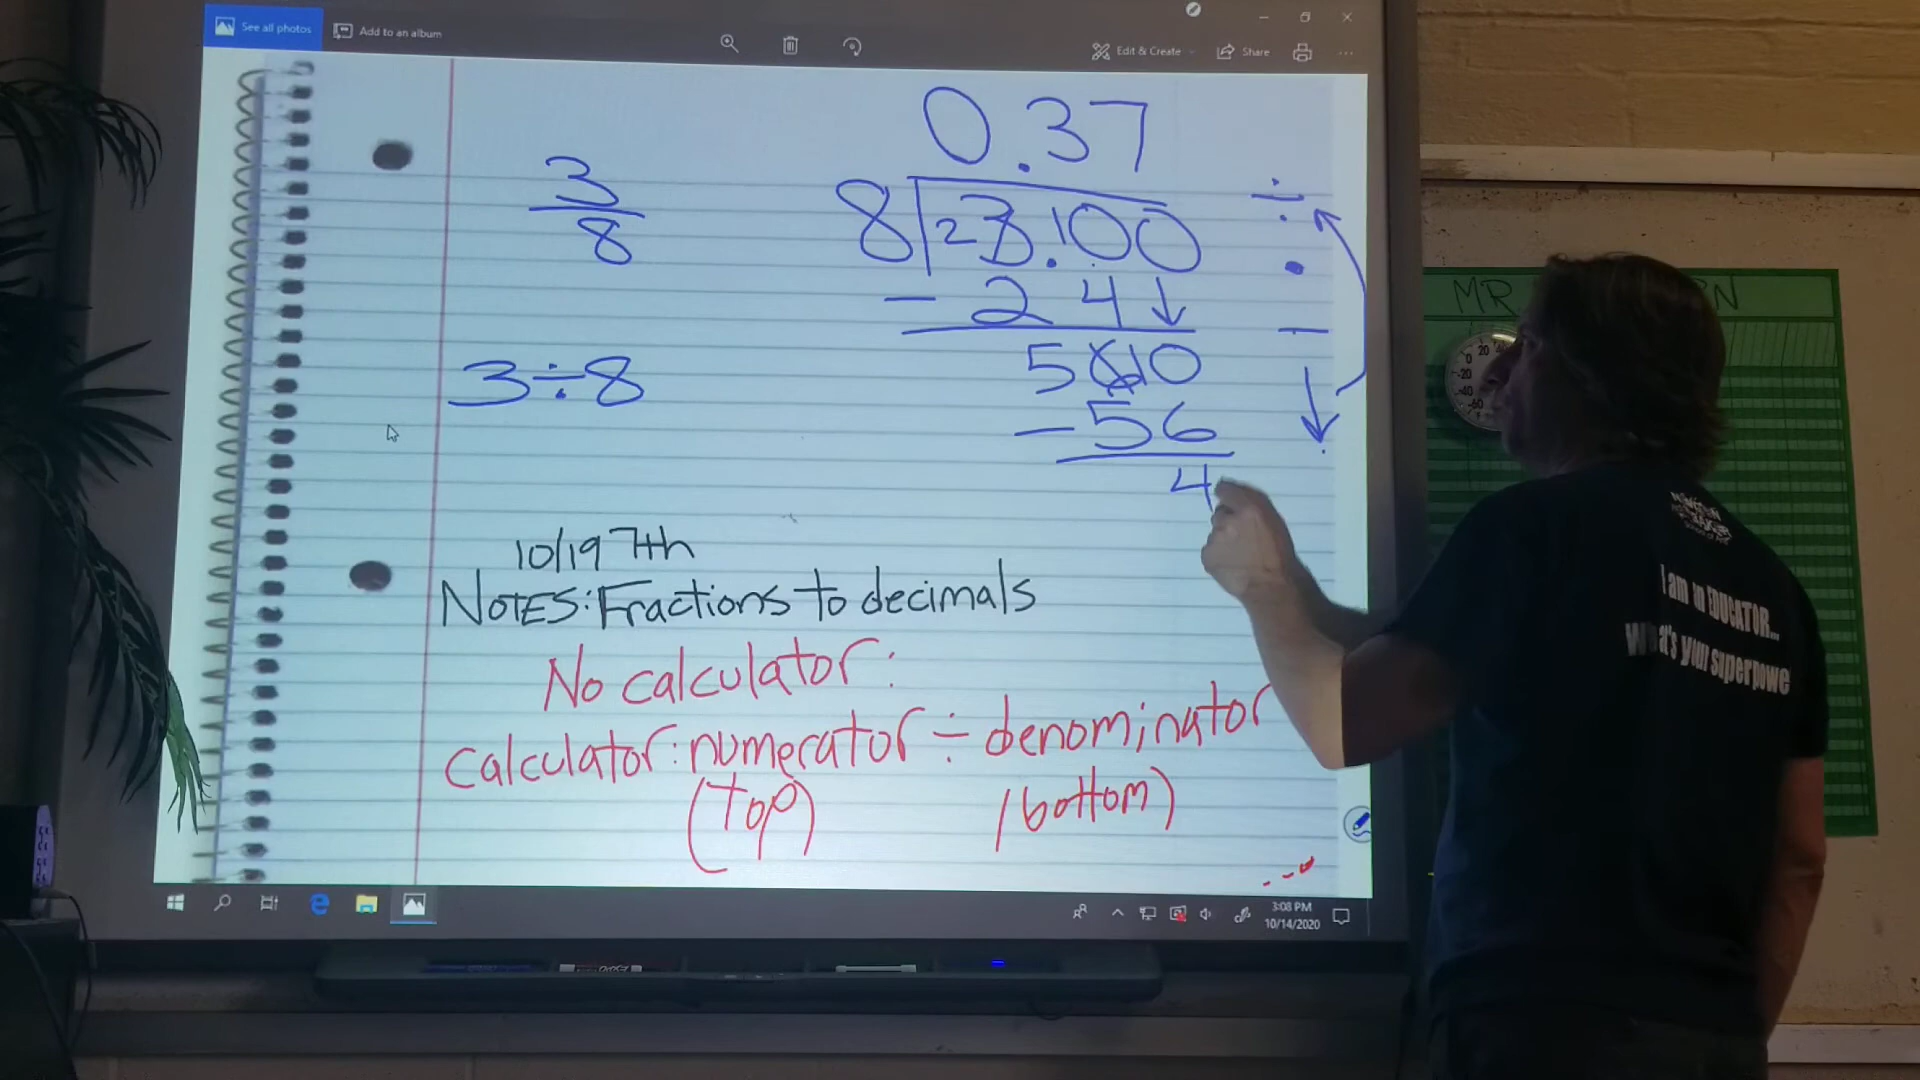 See all photos
Add to an album
Edit & Create
Share
0.37
3
8
8 23.100
- 24
5 10
3÷8
- 56
4
10/19 7th
NOTES: Fractions to decimals
No calculator:
calculator: numerator ÷ denominator
(Top)
(bottom)
3:08 PM
10/14/2020
MR
I am an EDUCATOR...
What's your superpowe